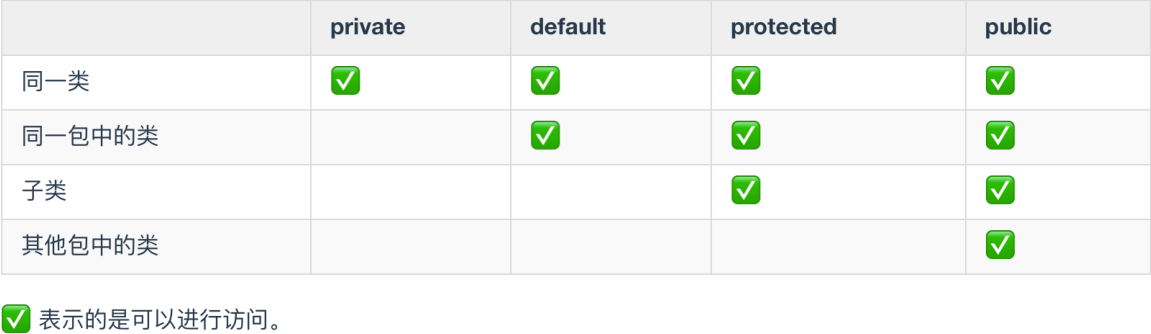 private default protected public
同一类 ✅ ✅ ✅ ✅
同一包中的类 ✅ ✅ ✅
子类 ✅ ✅
其他包中的类 ✅
✅ 表示的是可以进行访问。